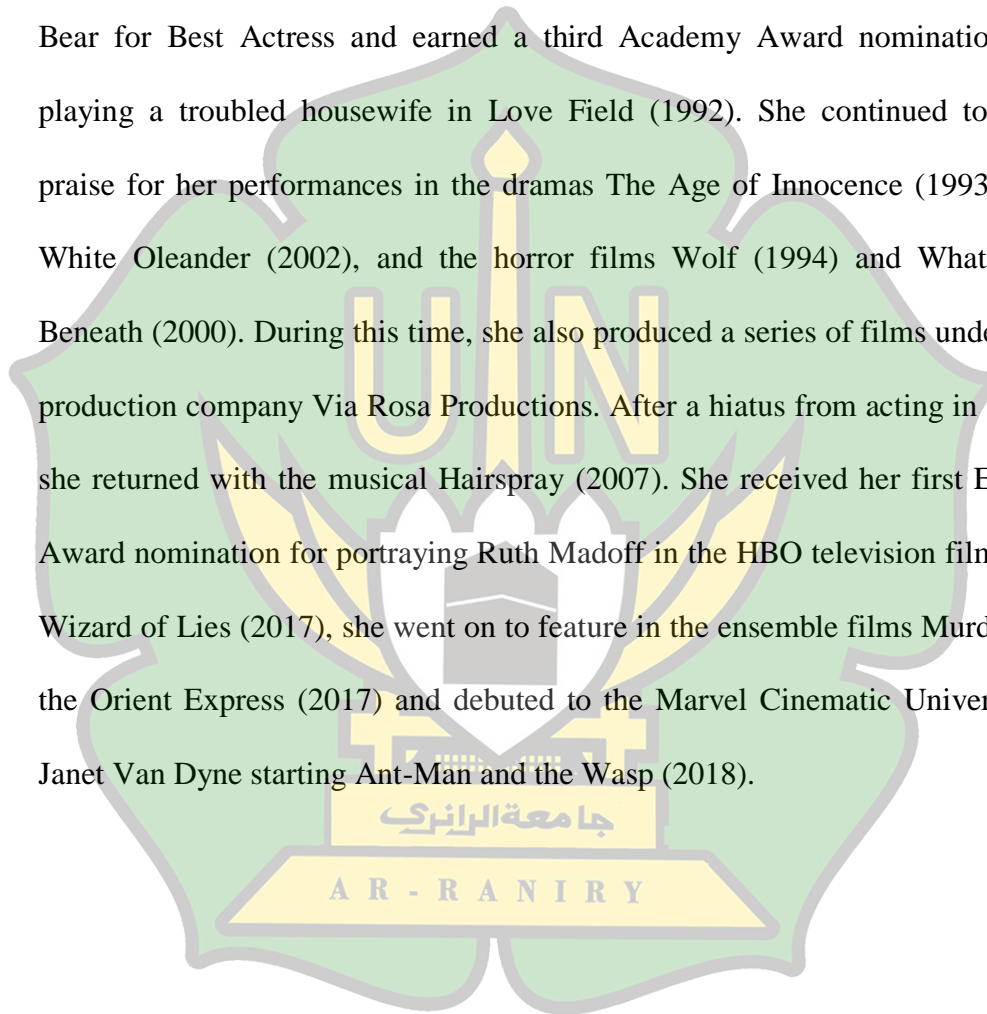 Bear for Best Actress and earned a third Academy Award nominatio
playing a troubled housewife in Love Field (1992). She continued to
praise for her performances in the dramas The Age of Innocence (1993
White Oleander (2002), and the horror films Wolf (1994) and What
Beneath (2000). During this time, she also produced a series of films unde
production company Via Rosa Productions. After a hiatus from acting in
she returned with the musical Hairspray (2007). She received her first E
Award nomination for portraying Ruth Madoff in the HBO television film
Wizard of Lies (2017), she went on to feature in the ensemble films Murd
the Orient Express (2017) and debuted to the Marvel Cinematic Univer
Janet Van Dyne starting Ant-Man and the Wasp (2018).
UIN
جامعة الرانري
AR-RANIRY